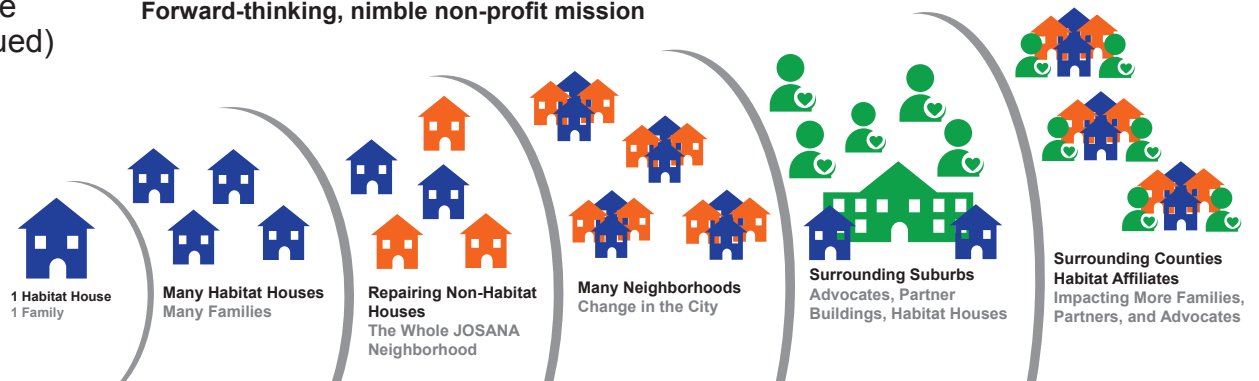 Forward-thinking, nimble non-profit mission
ued)
1 Habitat House
1 Family
Many Habitat Houses
Many Families
Repairing Non-Habitat
Houses
The Whole JOSANA
Neighborhood
Many Neighborhoods
Change in the City
Surrounding Suburbs
Advocates, Partner
Buildings, Habitat Houses
Surrounding Counties
Habitat Affiliates
Impacting More Families,
Partners, and Advocates